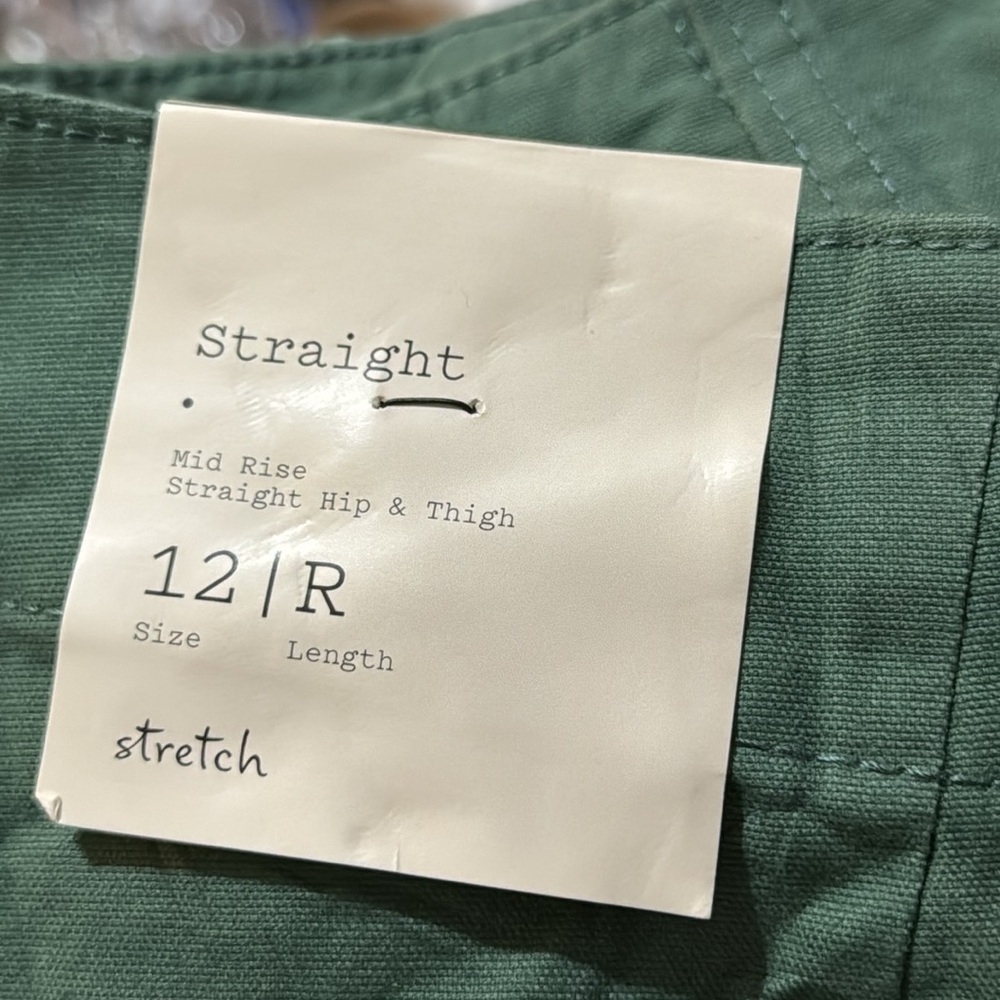 Straight
Mid Rise
Straight Hip & Thigh
12|R
Size Length
stretch